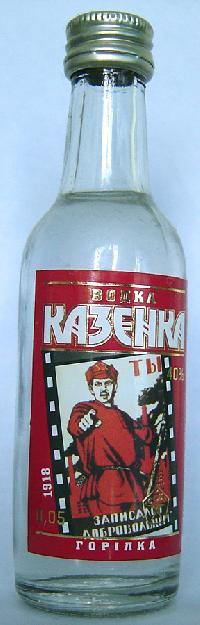 ВОДКА
КАЗЕНКА
ТЫ
40%
1918
0,05
ЗАПИСАЛСЯ
ДОБРОВОЛЬЦЕМ
ГОРІЛКА